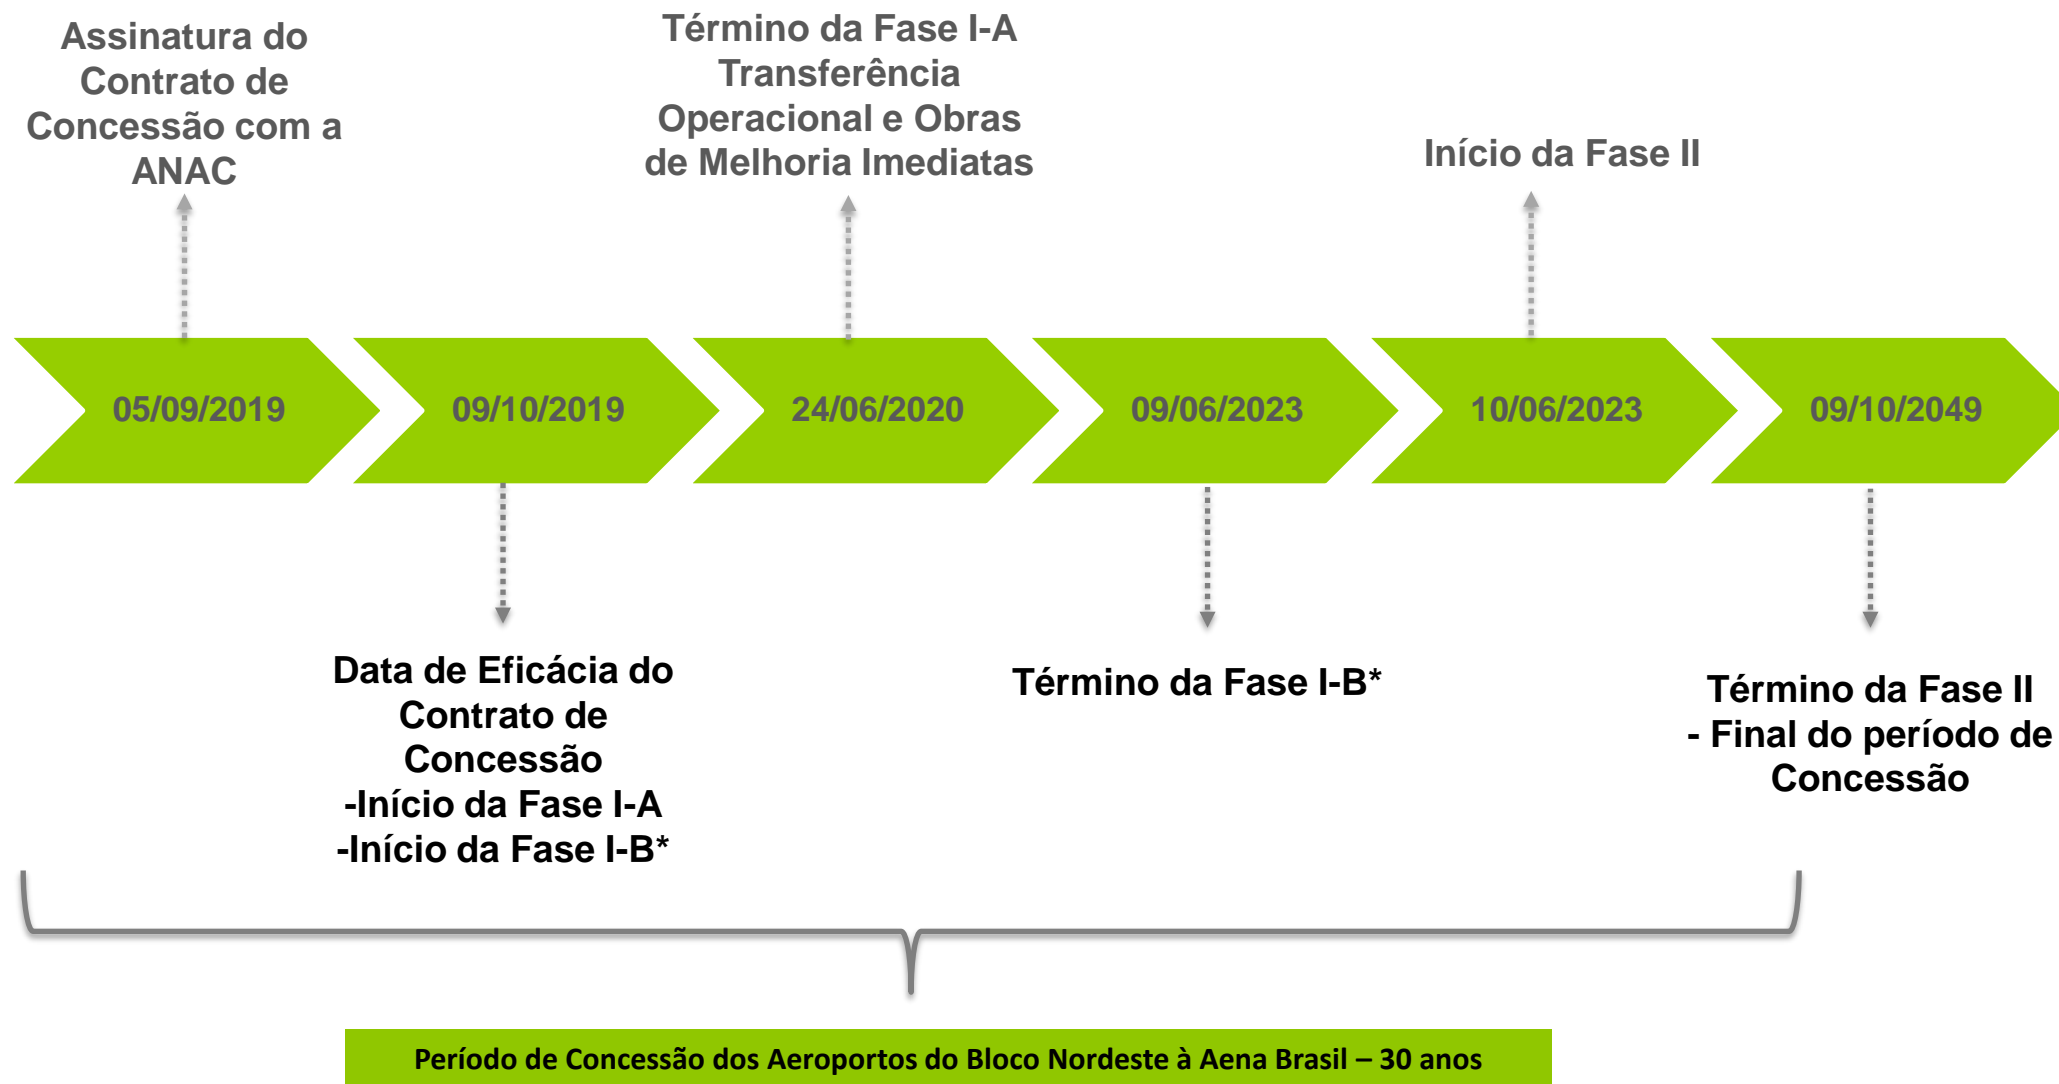 Assinatura do
Contrato de
Concessão com a
ANAC
Término da Fase I-A
Transferência
Operacional e Obras
de Melhoria Imediatas
Início da Fase II
05/09/2019
09/10/2019
24/06/2020
09/06/2023
10/06/2023
09/10/2049
Data de Eficácia do
Contrato de
Concessão
-Início da Fase I-A
-Início da Fase I-B*
Término da Fase I-B*
Término da Fase II
- Final do período de
Concessão
Período de Concessão dos Aeroportos do Bloco Nordeste à Aena Brasil – 30 anos